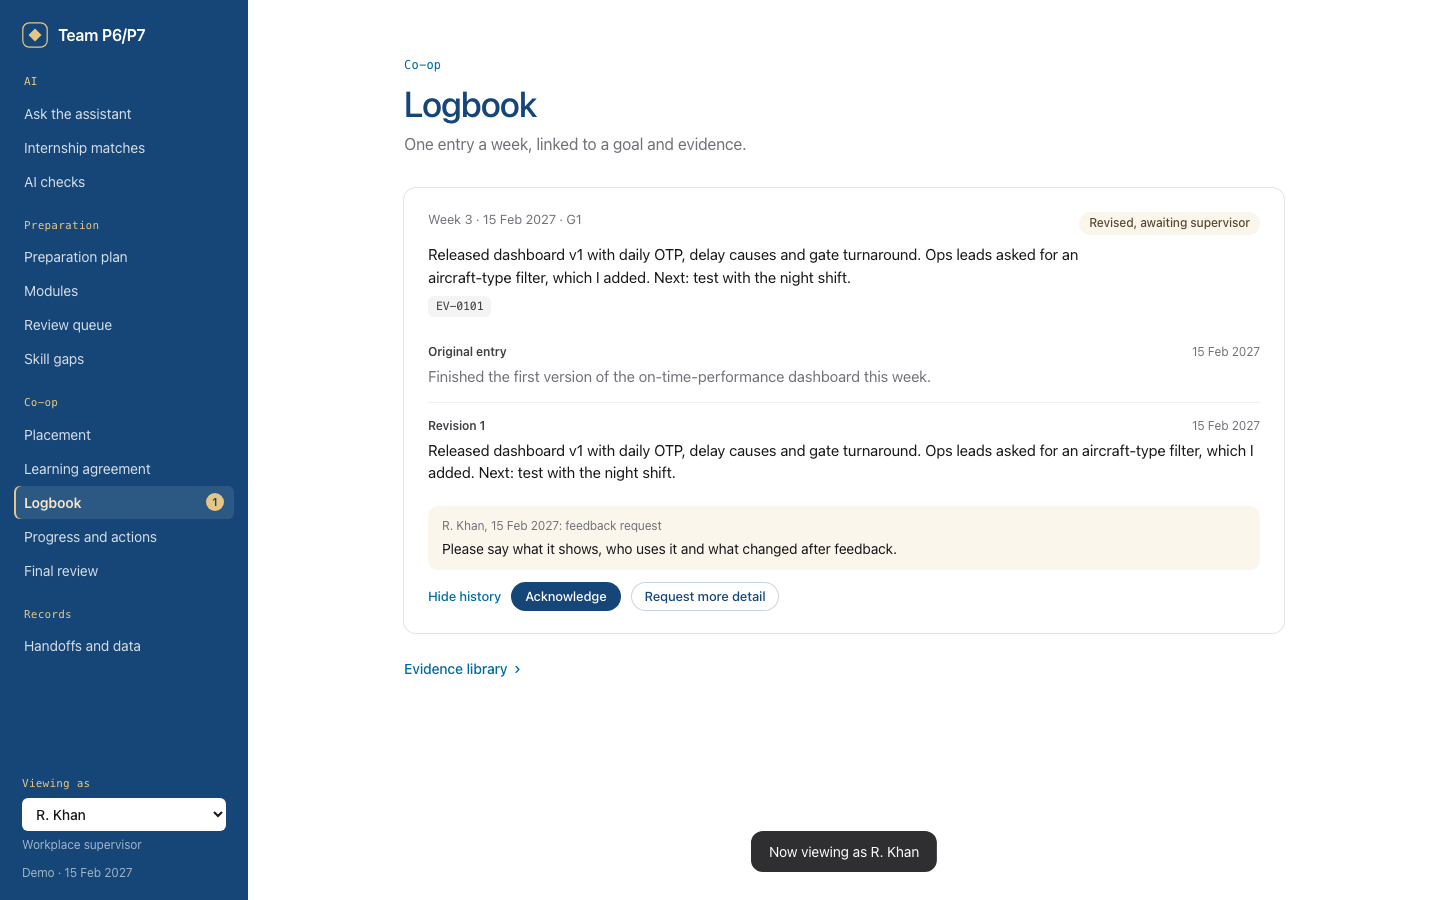 Team P6/P7
AI
Ask the assistant
Internship matches
AI checks
Preparation
Preparation plan
Modules
Review queue
Skill gaps
Co-op
Placement
Learning agreement
Logbook
1
Progress and actions
Final review
Records
Handoffs and data
Viewing as
R. Khan
Workplace supervisor
Demo · 15 Feb 2027
Co-op
Logbook
One entry a week, linked to a goal and evidence.
Week 3 · 15 Feb 2027 · G1
Revised, awaiting supervisor
Released dashboard v1 with daily OTP, delay causes and gate turnaround. Ops leads asked for an
aircraft-type filter, which I added. Next: test with the night shift.
EV-0101
Original entry
15 Feb 2027
Finished the first version of the on-time-performance dashboard this week.
Revision 1
15 Feb 2027
Released dashboard v1 with daily OTP, delay causes and gate turnaround. Ops leads asked for an aircraft-type filter, which I
added. Next: test with the night shift.
R. Khan, 15 Feb 2027: feedback request
Please say what it shows, who uses it and what changed after feedback.
Hide history
Acknowledge
Request more detail
Evidence library ›
Now viewing as R. Khan